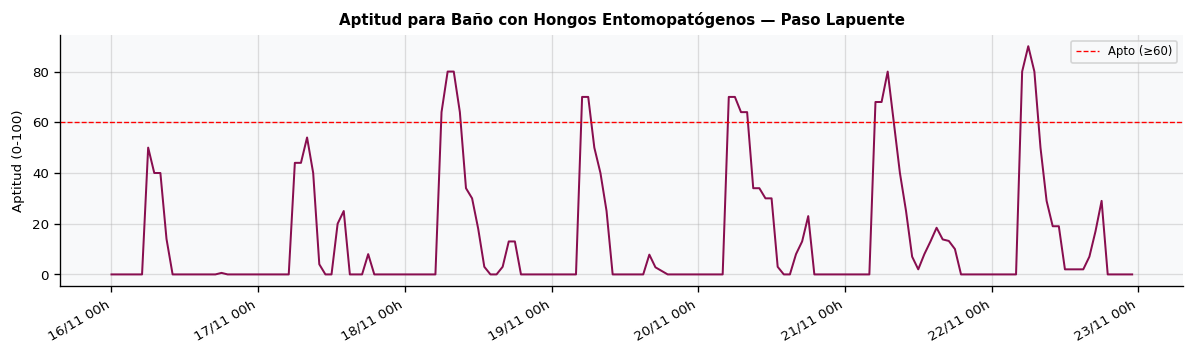 Aptitud para Baño con Hongos Entomopatógenos — Paso Lapuente
Apto (≥60)
Aptitud (0-100)
80
60
40
20
0
16/11 00h
17/11 00h
18/11 00h
19/11 00h
20/11 00h
21/11 00h
22/11 00h
23/11 00h